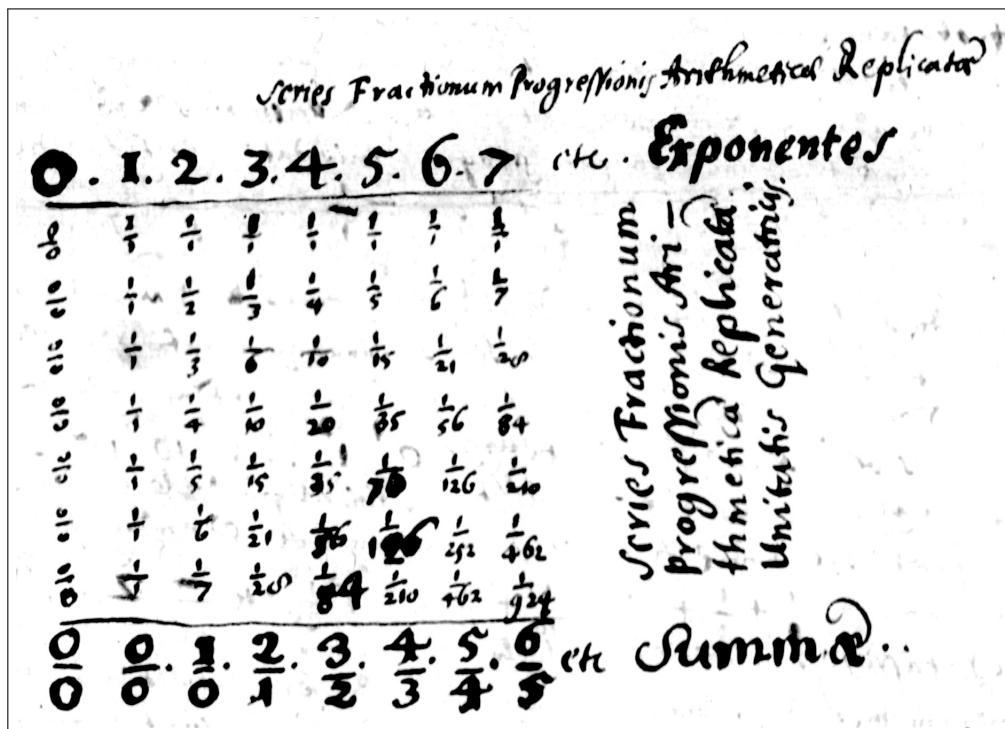 Series Fractionum Progressionis Arithmeticæ Replicatæ
0. 1. 2. 3. 4. 5. 6. 7 etc. Exponentes
0/0 1/1 1/1 1/1 1/1 1/1 1/1 1/1
0/0 1/1 1/2 1/3 1/4 1/5 1/6 1/7
0/0 1/1 1/3 1/6 1/10 1/15 1/21 1/28
0/0 1/1 1/4 1/10 1/20 1/35 1/56 1/84
0/0 1/1 1/5 1/15 1/35 1/70 1/126 1/210
0/0 1/1 1/6 1/21 1/56 1/126 1/252 1/462
0/0 1/1 1/7 1/28 1/84 1/210 1/462 1/924
0/0 0/0. 1/0. 2/1. 3/2. 4/3. 5/4. 6/5 etc Summæ..
Series Fractionum
progressionis Ari-
thmetica Replicata
Unitatis Generatrijs.